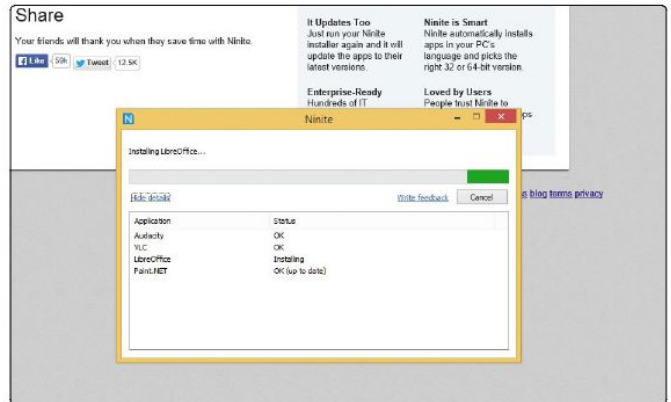 Share
Your friends will thank you when they save time with Ninite.
Like 59k Tweet 12.5K
It Updates Too
Just run your Ninite
installer again and it will
update the apps to their
latest versions.
Enterprise-Ready
Hundreds of IT
Ninite is Smart
Ninite automatically installs
apps in your PC's
language and picks the
right 32 or 64-bit version.
Loved by Users
People trust Ninite to
ps
blog terms privacy
N
Ninite
Installing LibreOffice...
Hide details
Write feedback
Cancel
Application Status
Audacity OK
VLC OK
LibreOffice Installing
Paint.NET OK (up to date)